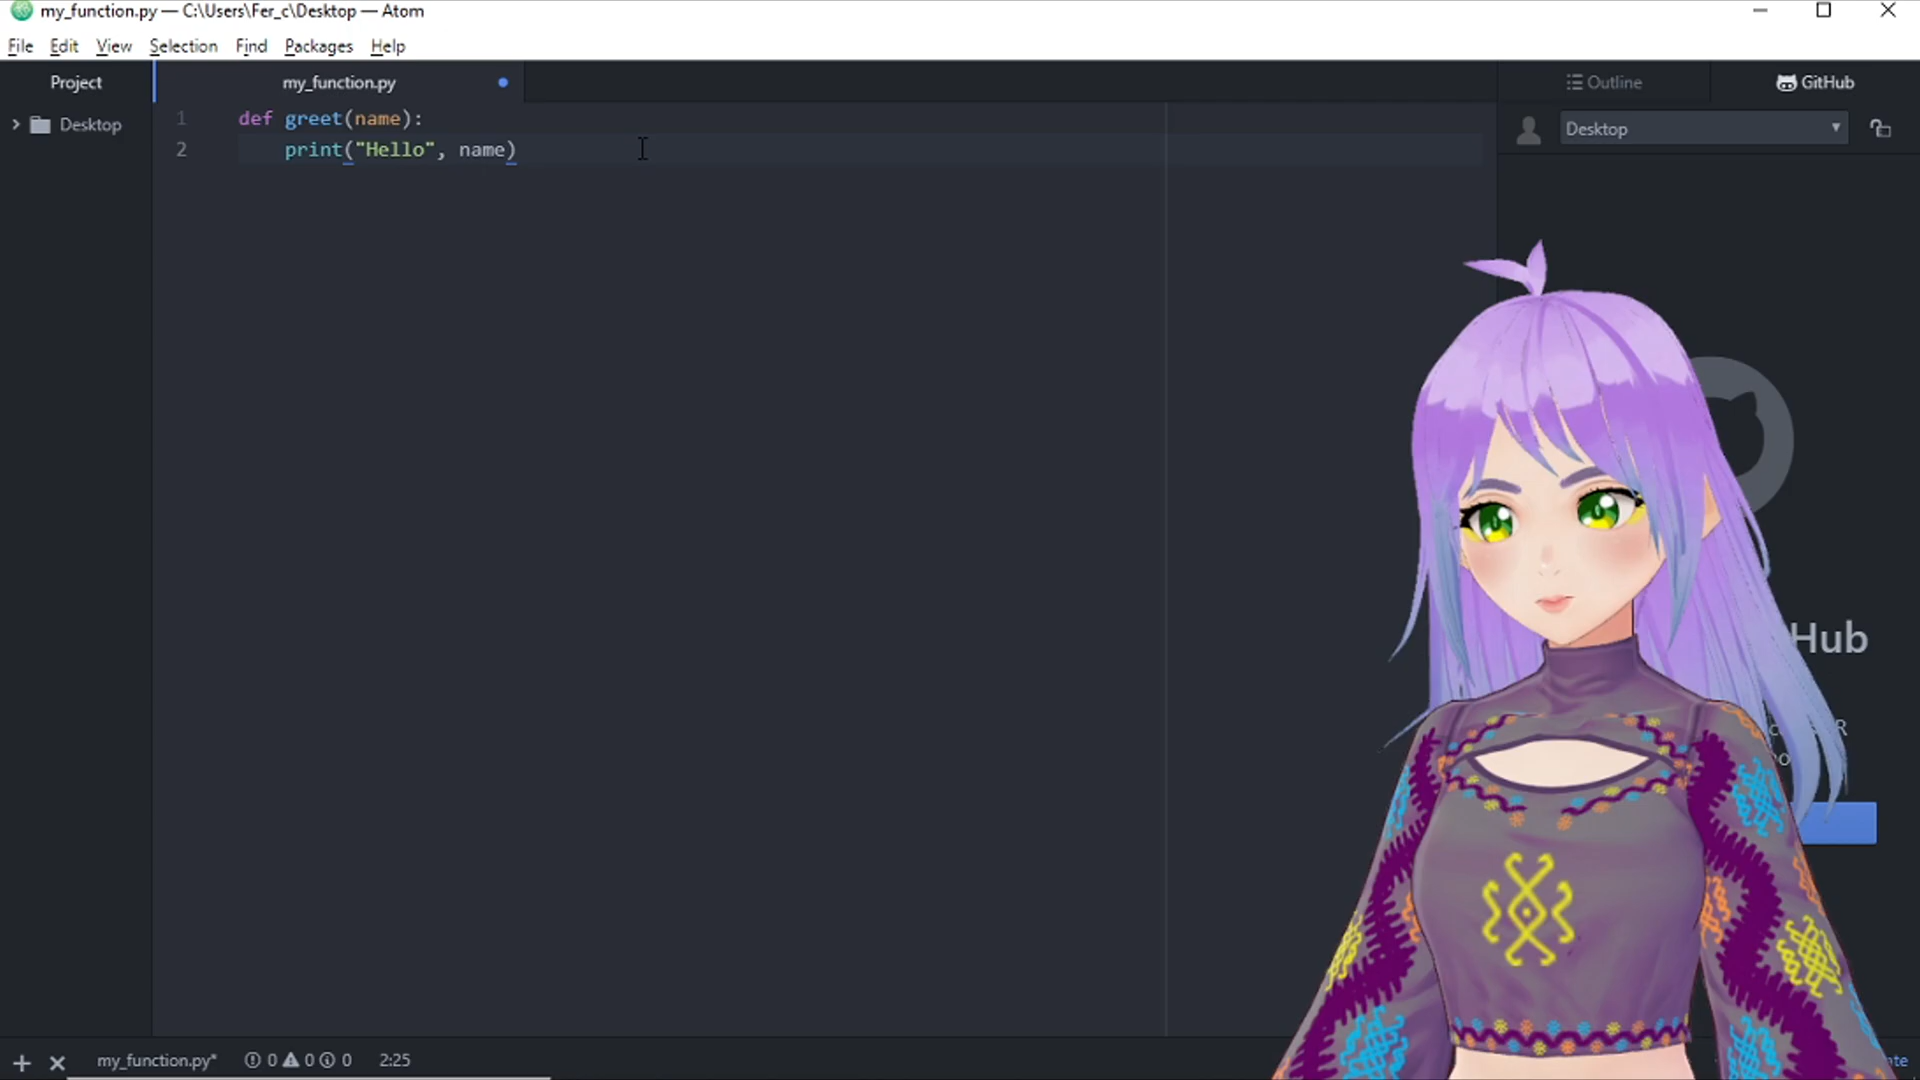 my_function.py — C:\Users\Fer_c\Desktop — Atom
File Edit View Selection Find Packages Help
Project
my_function.py
Outline
GitHub
Desktop
Desktop
1 def greet(name):
2 print("Hello", name)
Hub
my_function.py*
0 0 0
2:25